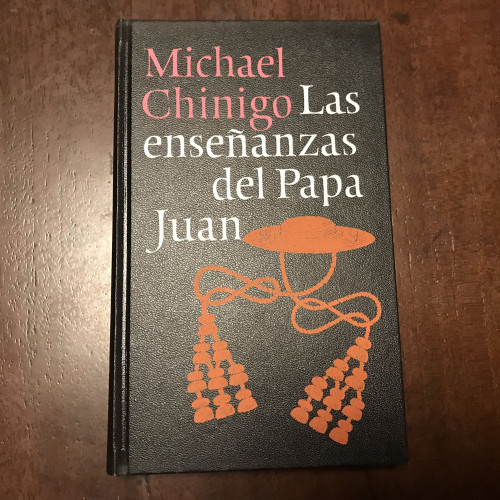 Michael
Chinigo Las
enseñanzas
del Papa
Juan